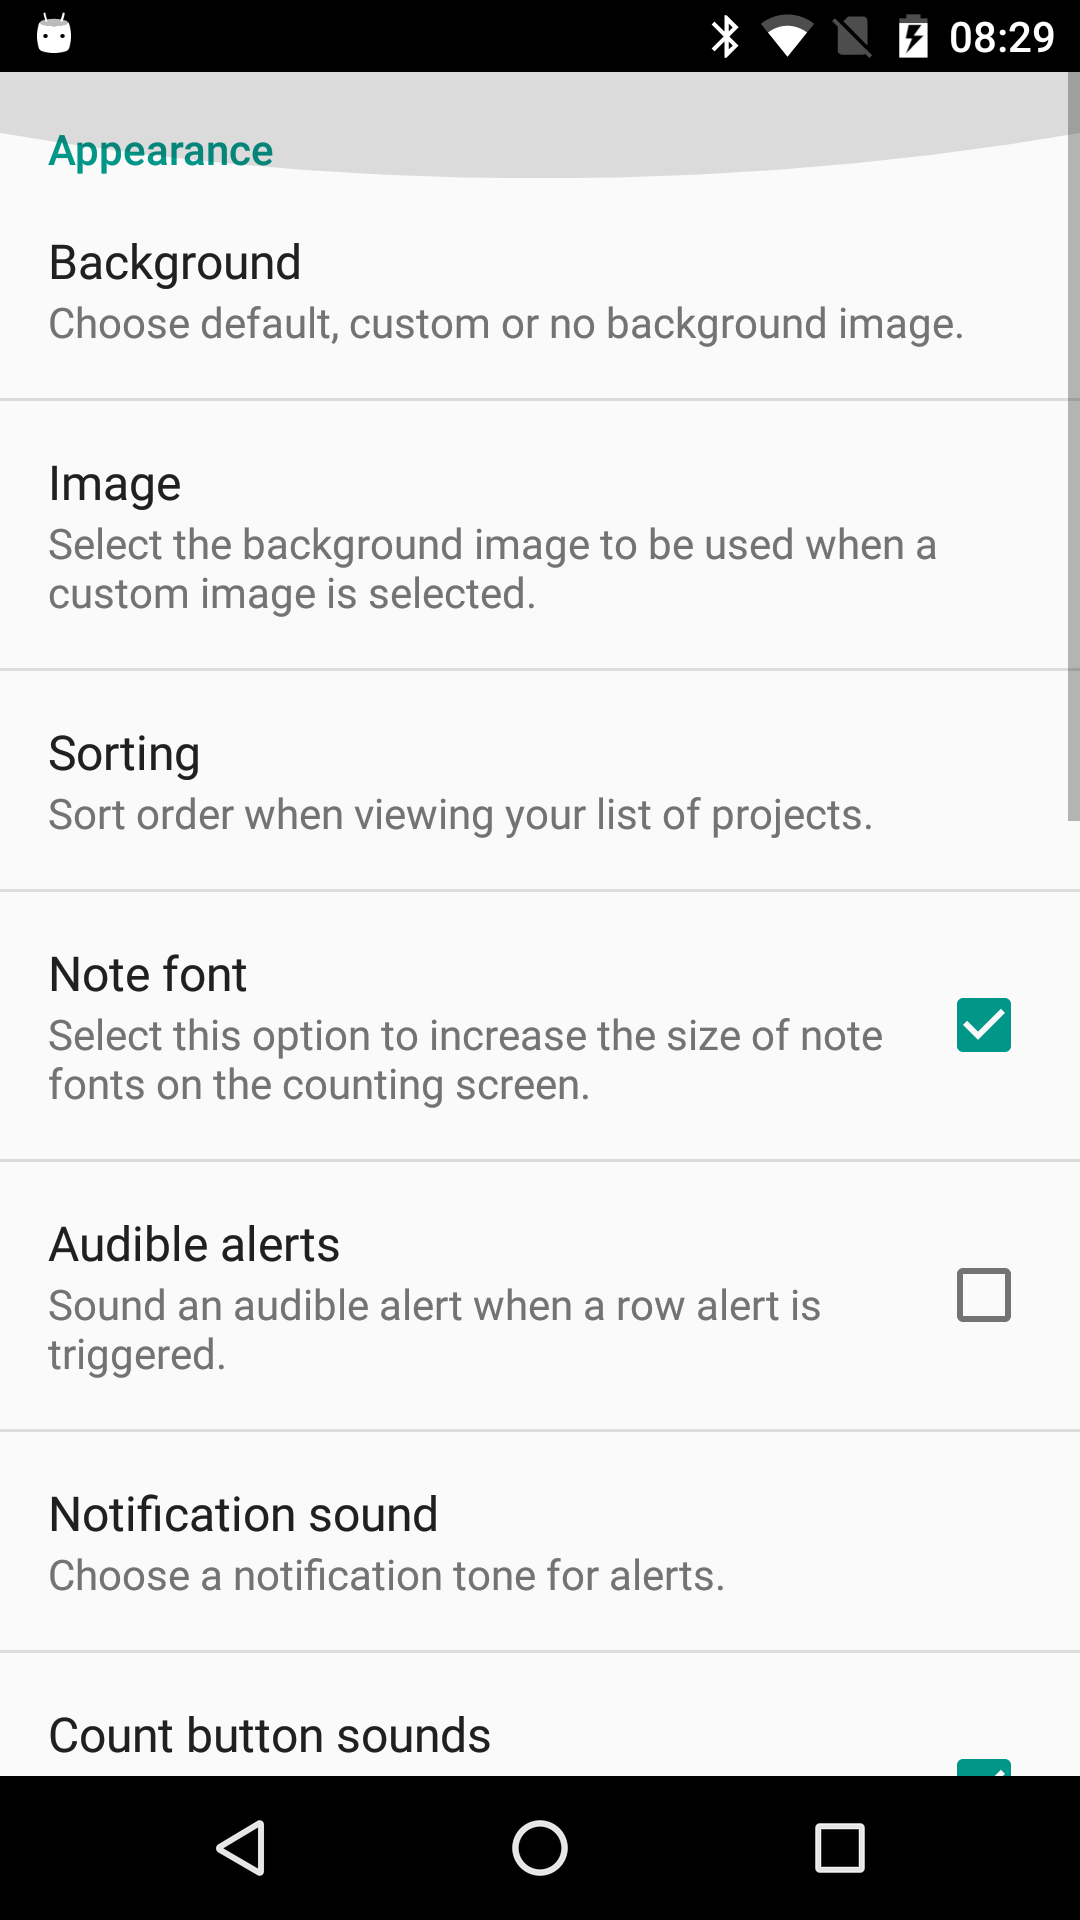 08:29
Appearance
Background
Choose default, custom or no background image.
Image
Select the background image to be used when a
custom image is selected.
Sorting
Sort order when viewing your list of projects.
Note font
Select this option to increase the size of note
fonts on the counting screen.
Audible alerts
Sound an audible alert when a row alert is
triggered.
Notification sound
Choose a notification tone for alerts.
Count button sounds